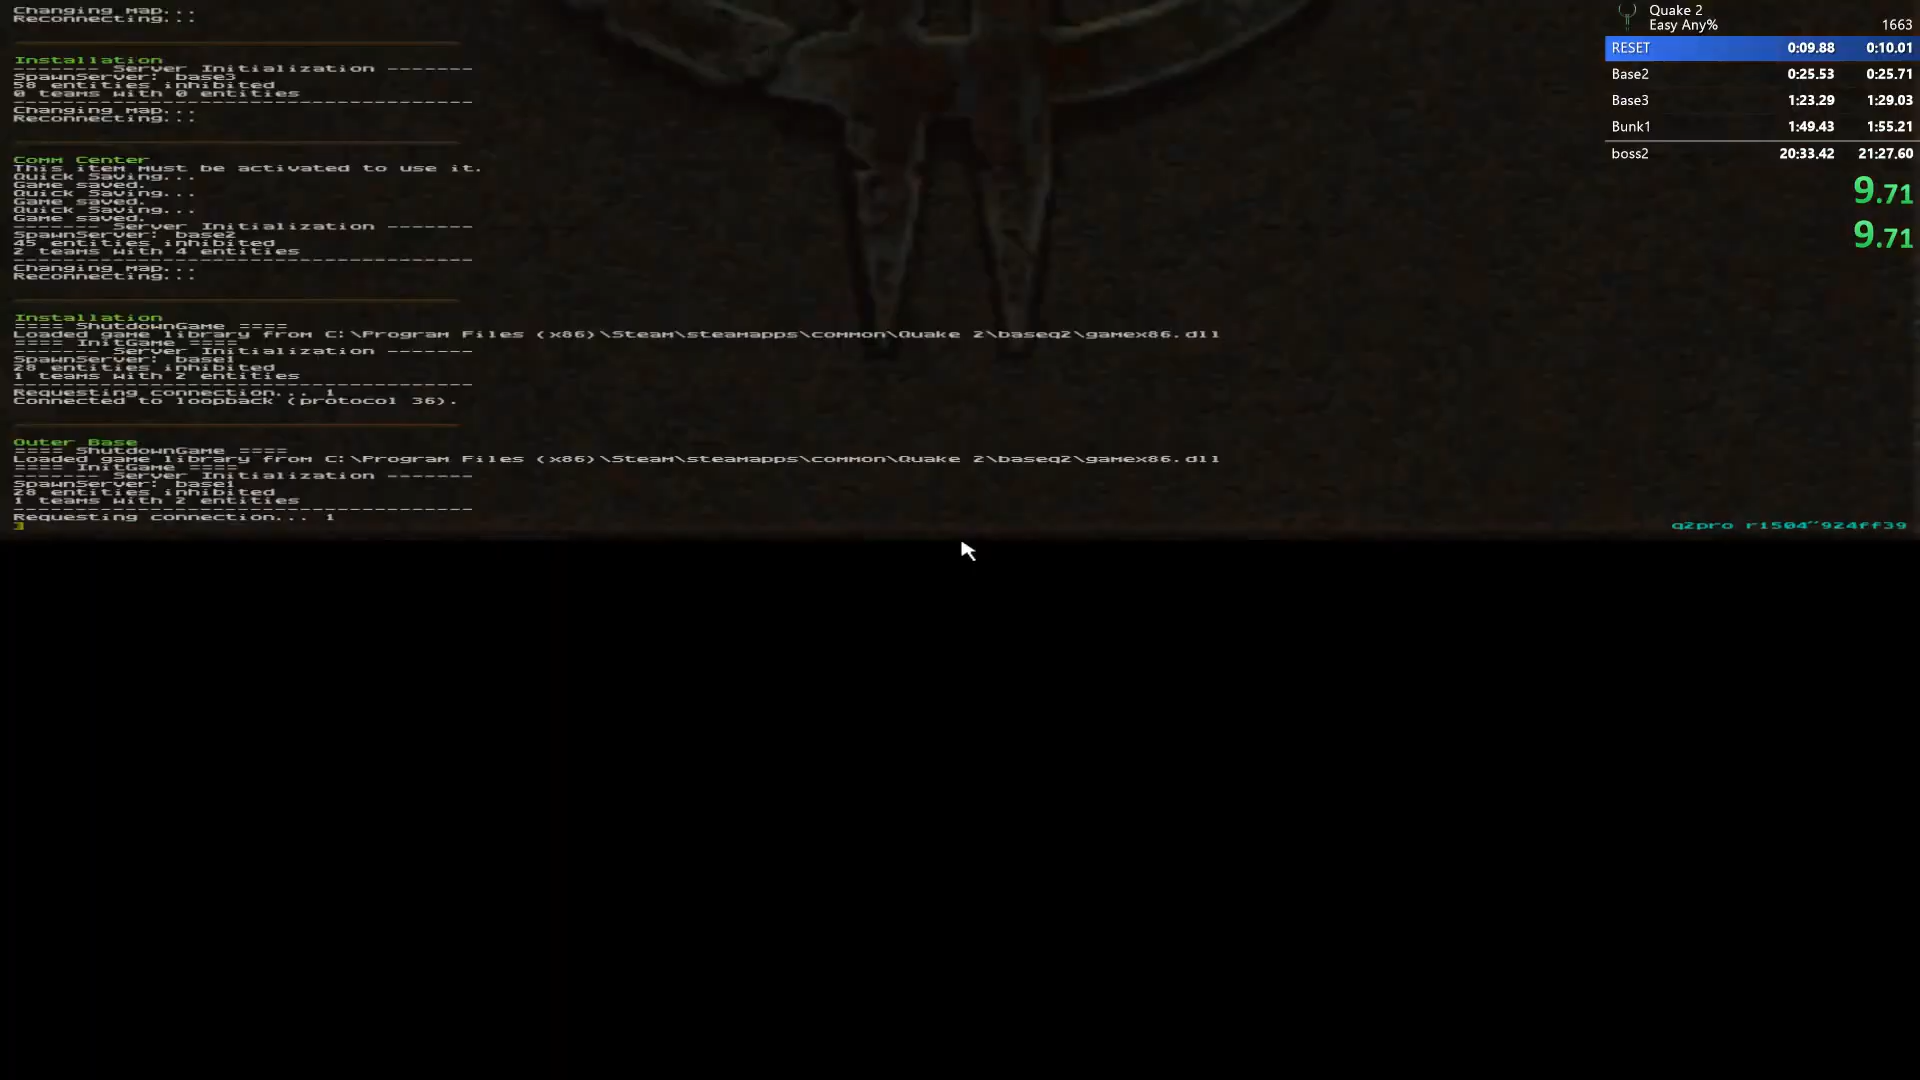 Changing map...
Reconnecting...
Installation
------- Server Initialization -------
SpawnServer: base3
58 entities inhibited
0 teams with 0 entities
-------------------------------------
Changing map...
Reconnecting...
Comm Center
This item must be activated to use it.
Quick Saving...
Game saved.
Quick Saving...
Game saved.
Quick Saving...
Game saved.
------- Server Initialization -------
SpawnServer: base2
45 entities inhibited
2 teams with 4 entities
-------------------------------------
Changing map...
Reconnecting...
Installation
==== ShutdownGame ====
Loaded game library from C:\Program Files (x86)\Steam\steamapps\common\Quake 2\baseq2\gamex86.dll
==== InitGame ====
------- Server Initialization -------
SpawnServer: base1
28 entities inhibited
1 teams with 2 entities
-------------------------------------
Requesting connection... 1
Connected to loopback (protocol 36).
Outer Base
==== ShutdownGame ====
Loaded game library from C:\Program Files (x86)\Steam\steamapps\common\Quake 2\baseq2\gamex86.dll
==== InitGame ====
------- Server Initialization -------
SpawnServer: base1
28 entities inhibited
1 teams with 2 entities
-------------------------------------
Requesting connection... 1
q2pro r1504~924ff39
Quake 2
Easy Any% 1663
RESET 0:09.88 0:10.01
Base2 0:25.53 0:25.71
Base3 1:23.29 1:29.03
Bunk1 1:49.43 1:55.21
boss2 20:33.42 21:27.60
9.71
9.71